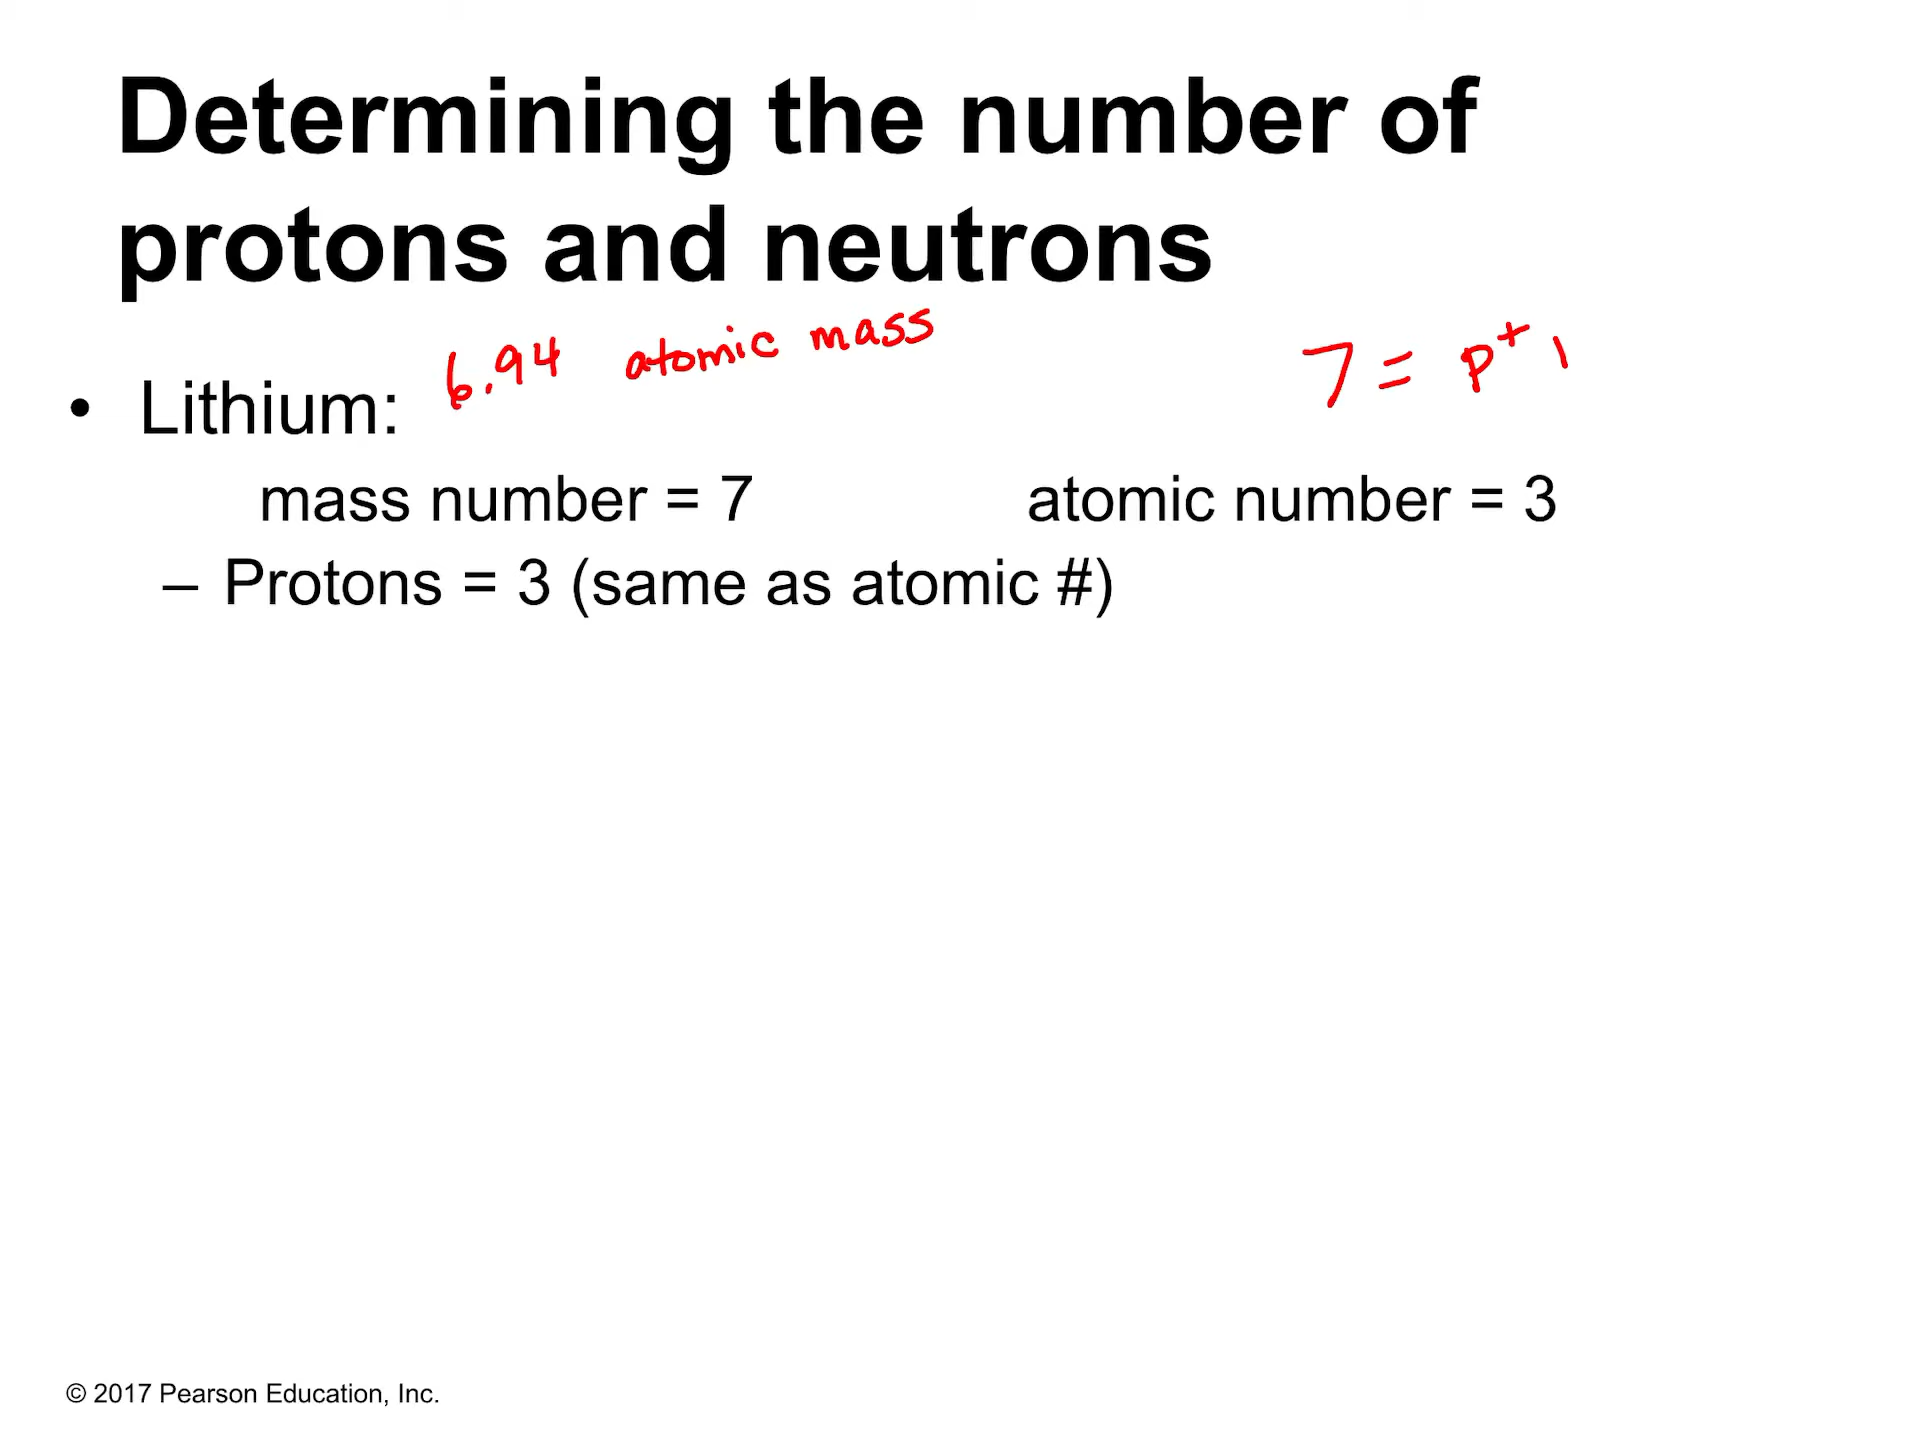 Determining the number of
protons and neutrons
6.94 atomic mass
7 = p+
• Lithium:
mass number = 7 atomic number = 3
– Protons = 3 (same as atomic #)
© 2017 Pearson Education, Inc.